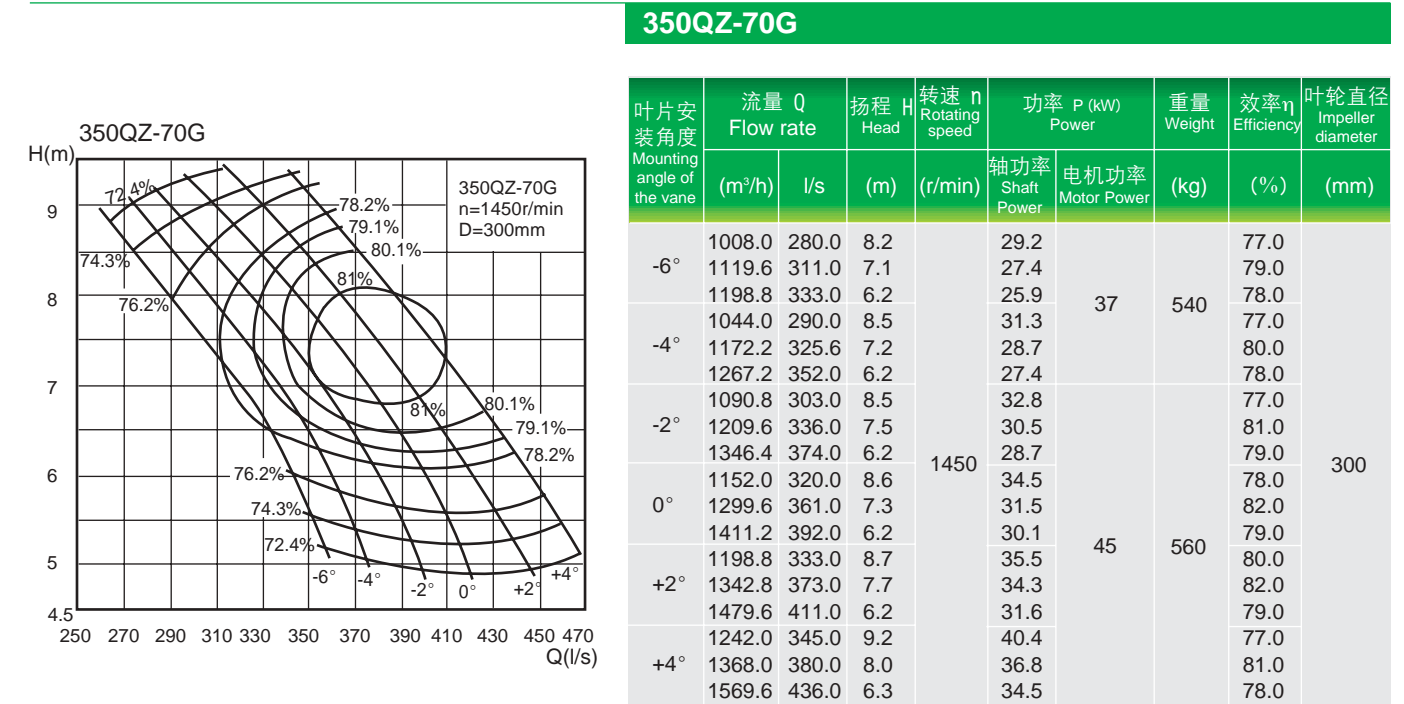 350QZ-70G
350QZ-70G
H(m)
350QZ-70G
n=1450r/min
D=300mm
72.4%
78.2%
79.1%
80.1%
81%
74.3%
76.2%
9
8
7
6
5
4.5
81%
80.1%
79.1%
78.2%
76.2%
74.3%
72.4%
-6° -4° -2° 0° +2° +4°
250 270 290 310 330 350 370 390 410 430 450 470
Q(l/s)
叶片安
装角度
Mounting
angle of
the vane
流量 Q
Flow rate
扬程 H
Head
转速 n
Rotating
speed
功率 P (kW)
Power
重量
Weight
效率η
Efficiency
叶轮直径
Impeller
diameter
(m³/h) l/s (m) (r/min)
轴功率
Shaft
Power
电机功率
Motor Power
(kg) (%) (mm)
1008.0 280.0 8.2 29.2 77.0
-6° 1119.6 311.0 7.1 27.4 79.0
1198.8 333.0 6.2 25.9 78.0
37 540
1044.0 290.0 8.5 31.3 77.0
-4° 1172.2 325.6 7.2 28.7 80.0
1267.2 352.0 6.2 27.4 78.0
1090.8 303.0 8.5 32.8 77.0
-2° 1209.6 336.0 7.5 30.5 81.0
1346.4 374.0 6.2 28.7 79.0
1450 300
1152.0 320.0 8.6 34.5 78.0
0° 1299.6 361.0 7.3 31.5 82.0
1411.2 392.0 6.2 30.1 79.0
45 560
1198.8 333.0 8.7 35.5 80.0
+2° 1342.8 373.0 7.7 34.3 82.0
1479.6 411.0 6.2 31.6 79.0
1242.0 345.0 9.2 40.4 77.0
+4° 1368.0 380.0 8.0 36.8 81.0
1569.6 436.0 6.3 34.5 78.0